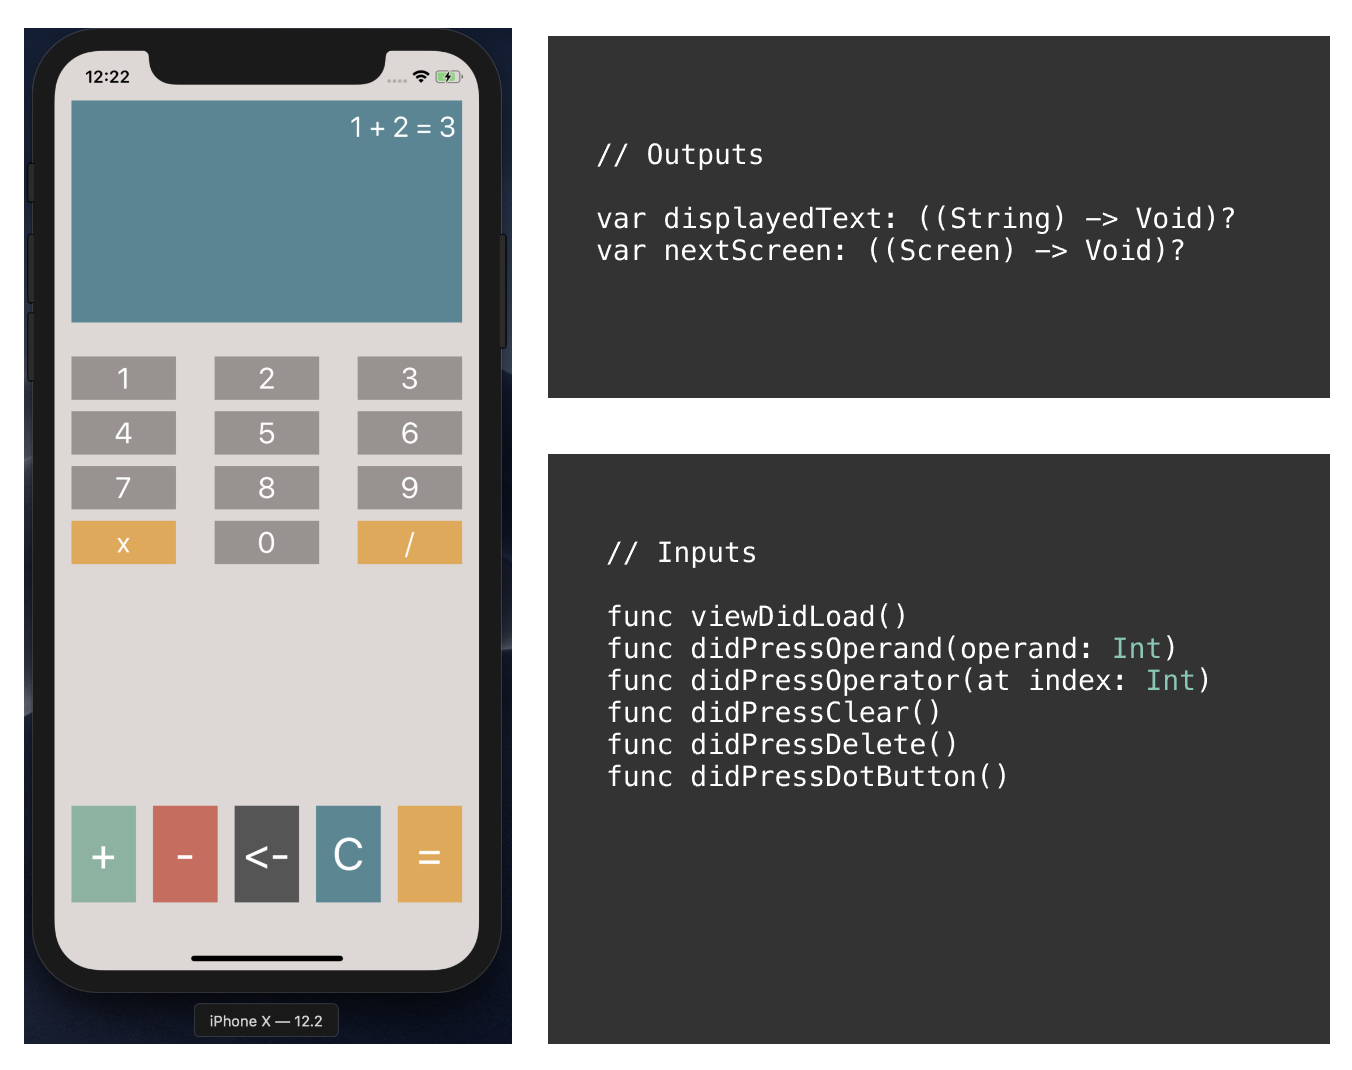 12:22
1 + 2 = 3
1 2 3
4 5 6
7 8 9
x 0 /
+ - <- C =
iPhone X — 12.2
// Outputs
var displayedText: ((String) -> Void)?
var nextScreen: ((Screen) -> Void)?
// Inputs
func viewDidLoad()
func didPressOperand(operand: Int)
func didPressOperator(at index: Int)
func didPressClear()
func didPressDelete()
func didPressDotButton()